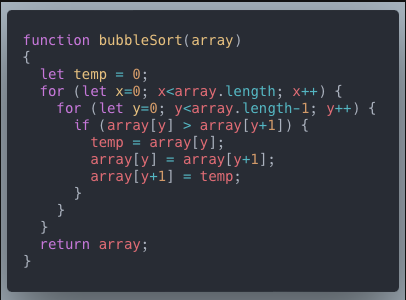 function bubbleSort(array)
{
  let temp = 0;
  for (let x=0; x<array.length; x++) {
    for (let y=0; y<array.length-1; y++) {
      if (array[y] > array[y+1]) {
        temp = array[y];
        array[y] = array[y+1];
        array[y+1] = temp;
      }
    }
  }
  return array;
}